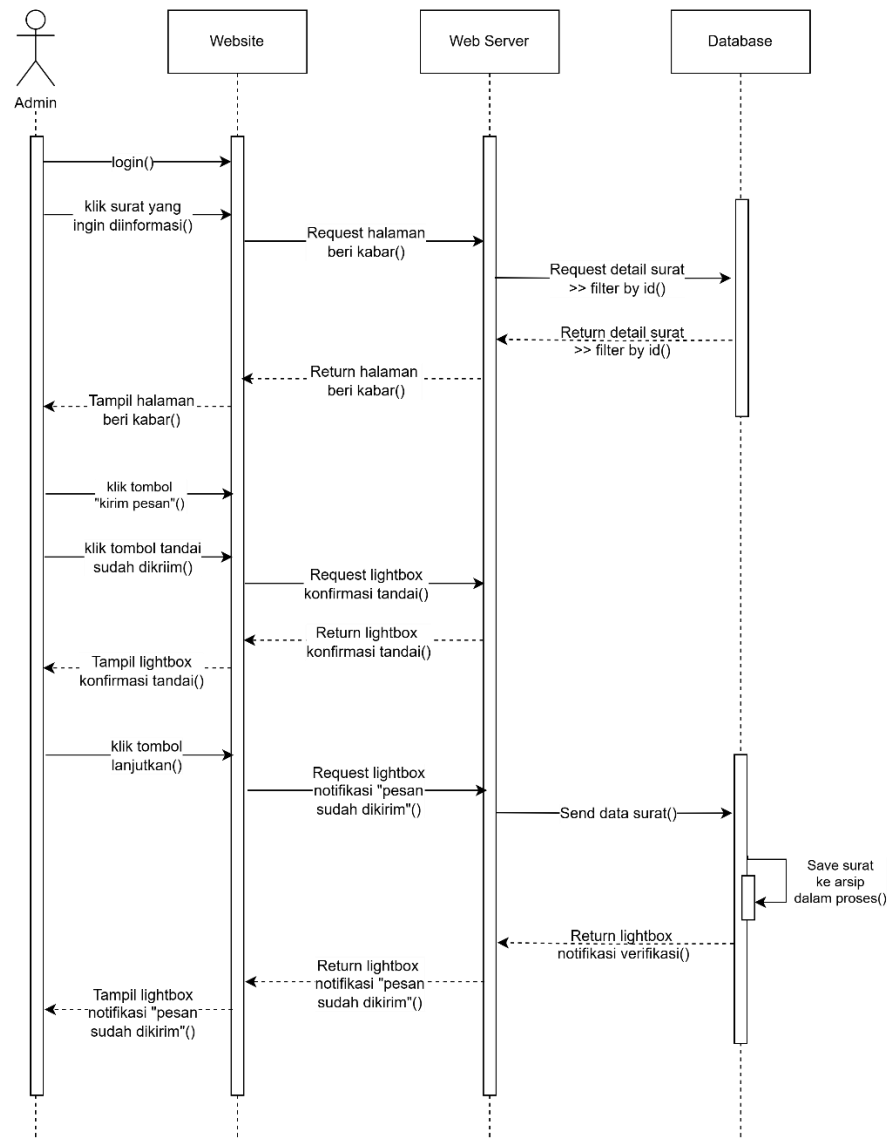 Website
Web Server
Database
Admin
login()
klik surat yang
ingin diinformasi()
Request halaman
beri kabar()
Request detail surat
>> filter by id()
Return detail surat
>> filter by id()
Return halaman
beri kabar()
Tampil halaman
beri kabar()
klik tombol
"kirim pesan"()
klik tombol tandai
sudah dikriim()
Request lightbox
konfirmasi tandai()
Return lightbox
konfirmasi tandai()
Tampil lightbox
konfirmasi tandai()
klik tombol
lanjutkan()
Request lightbox
notifikasi "pesan
sudah dikirim"()
Send data surat()
Save surat
ke arsip
dalam proses()
Return lightbox
notifikasi verifikasi()
Return lightbox
notifikasi "pesan
sudah dikirim"()
Tampil lightbox
notifikasi "pesan
sudah dikirim"()